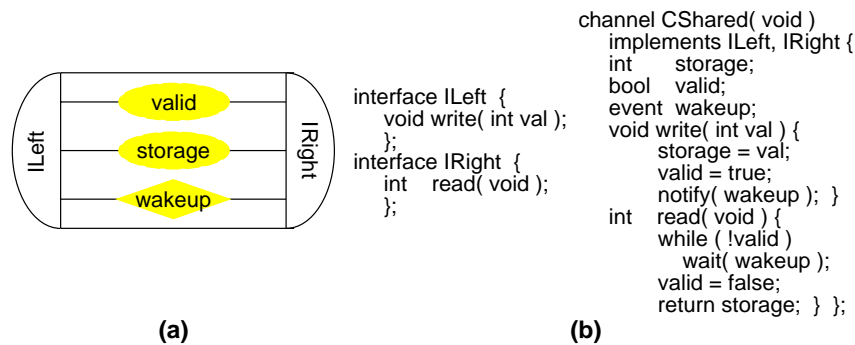 ILeft
valid
storage
wakeup
IRight
(a)
interface ILeft {
void write( int val );
};
interface IRight {
int read( void );
};
channel CShared( void )
implements ILeft, IRight {
int storage;
bool valid;
event wakeup;
void write( int val ) {
storage = val;
valid = true;
notify( wakeup ); }
int read( void ) {
while ( !valid )
wait( wakeup );
valid = false;
return storage; } };
(b)